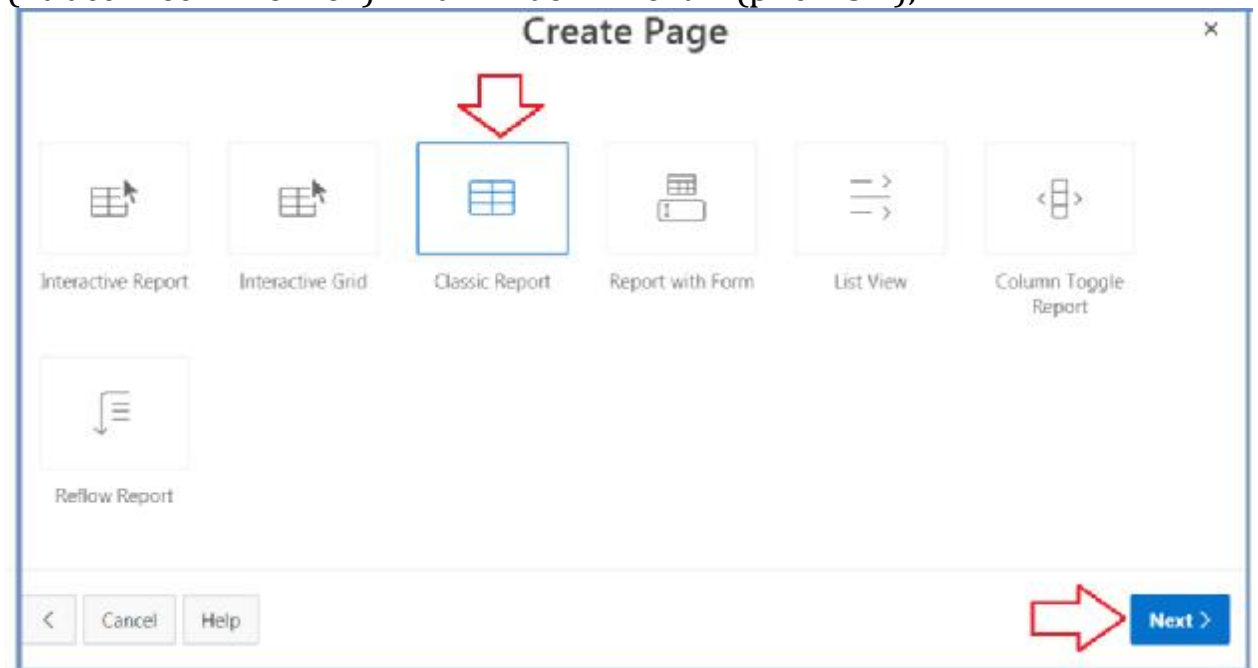 Create Page
×
Interactive Report
Interactive Grid
Classic Report
Report with Form
List View
Column Toggle
Report
Reflow Report
< Cancel Help
Next >